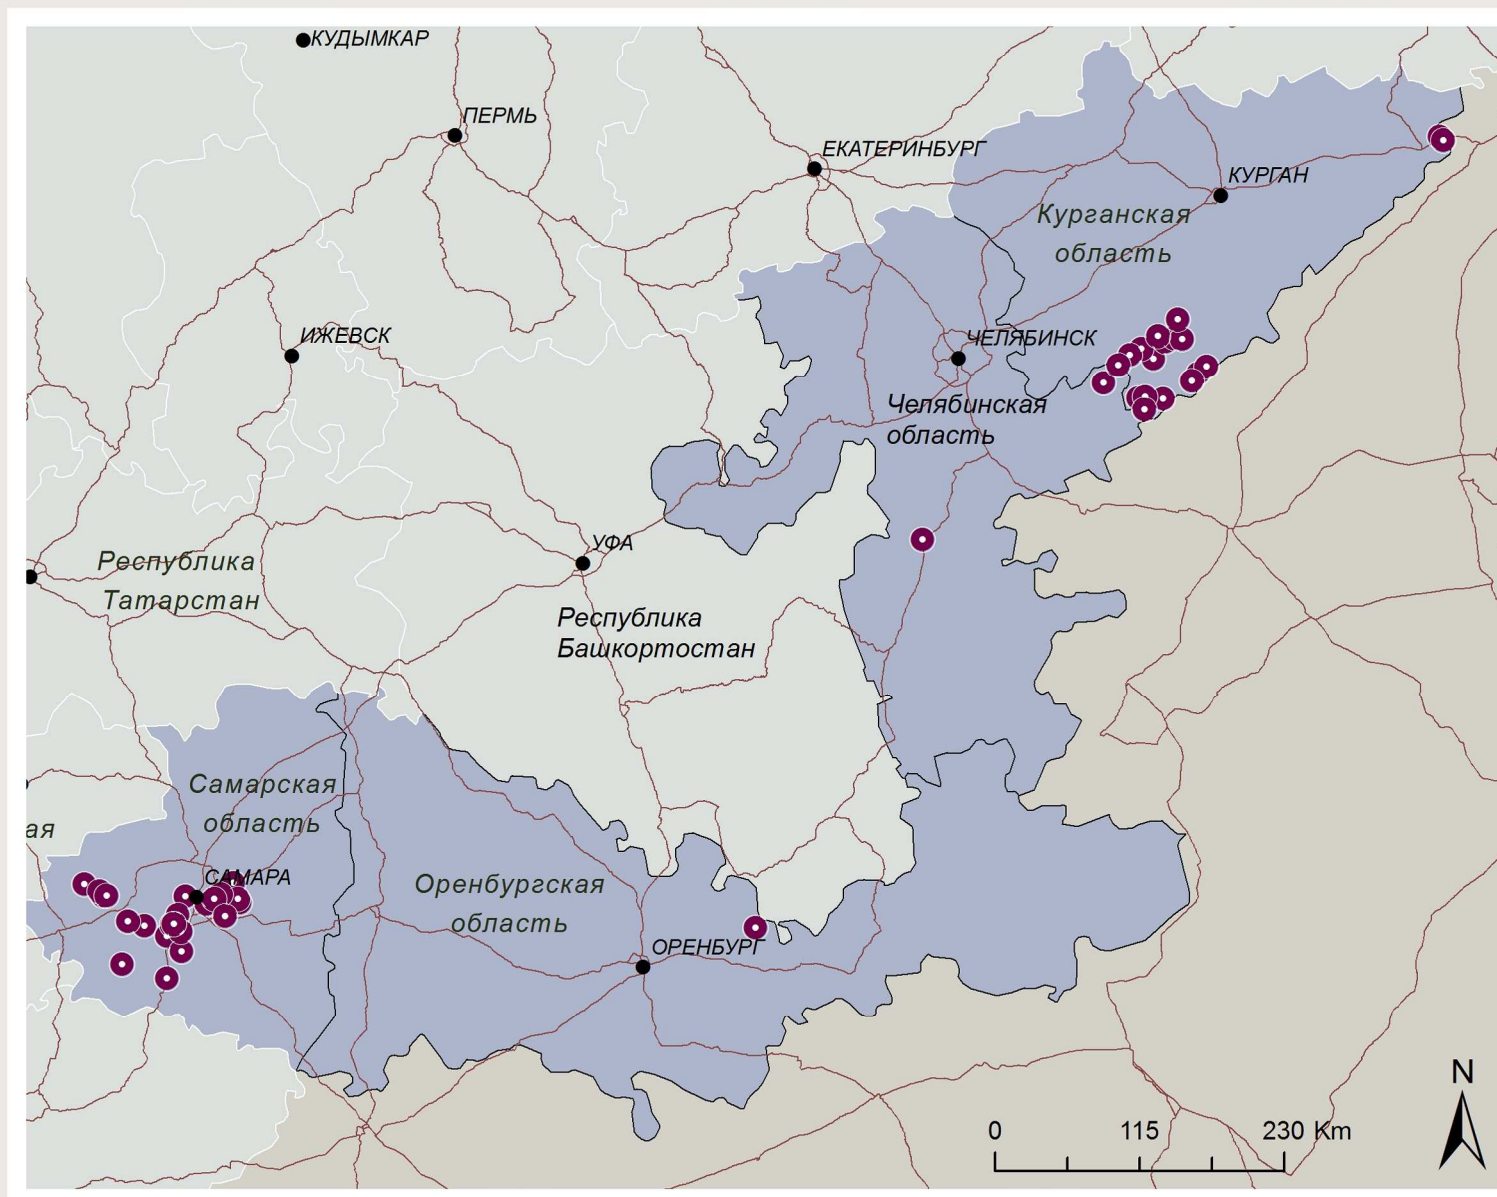 КУДЫМКАР
ПЕРМЬ
ЕКАТЕРИНБУРГ
КУРГАН
Курганская
область
ИЖЕВСК
ЧЕЛЯБИНСК
Челябинская
область
УФА
Республика
Татарстан
Республика
Башкортостан
Самарская
область
ая
САМАРА
Оренбургская
область
ОРЕНБУРГ
N
0 115 230 Km